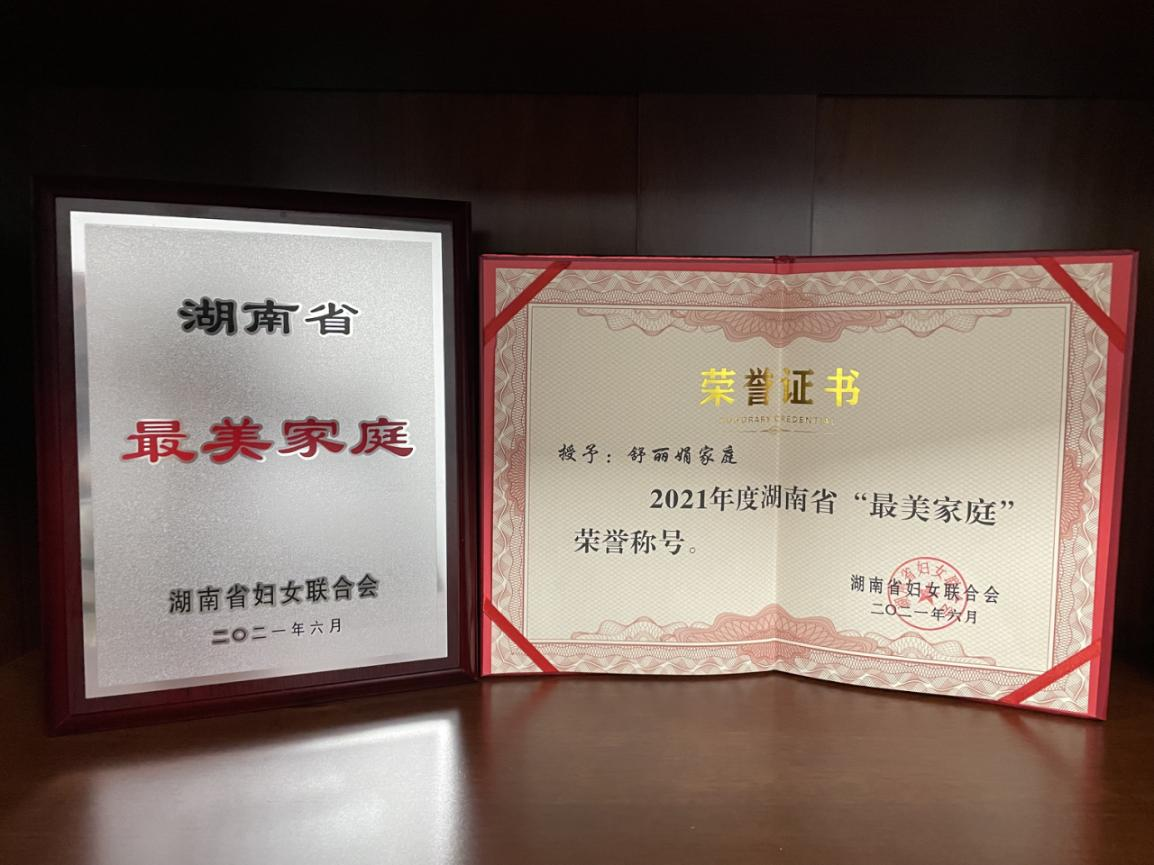 湖南省
最美家庭
湖南省妇女联合会
二〇二一年六月
荣誉证书
HONORARY CREDENTIAL
授予：舒丽娟家庭
2021年度湖南省“最美家庭”
荣誉称号。
湖南省妇女联合会
二〇二一年六月